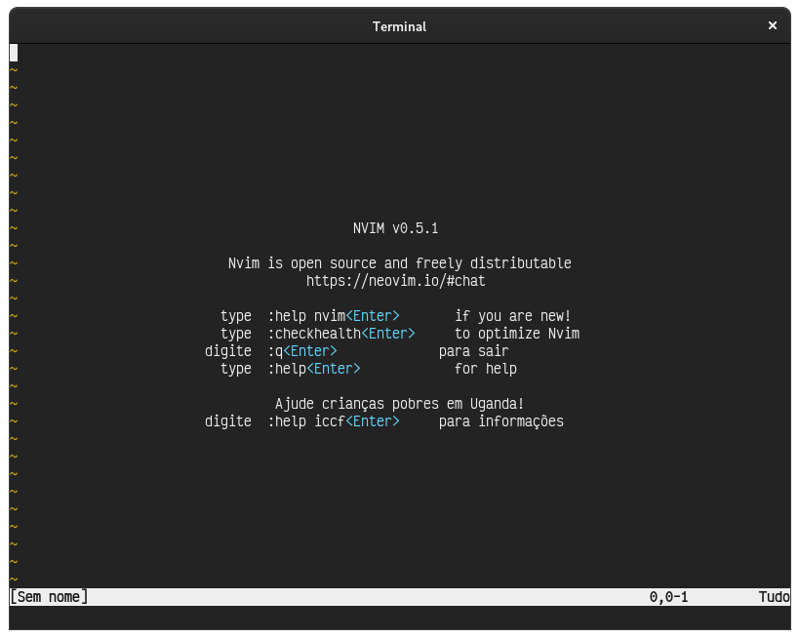 Terminal
~
~
~
~
~
~
~
~
~
~ NVIM v0.5.1
~
~ Nvim is open source and freely distributable
~ https://neovim.io/#chat
~
~ type :help nvim<Enter> if you are new!
~ type :checkhealth<Enter> to optimize Nvim
~ digite :q<Enter> para sair
~ type :help<Enter> for help
~
~ Ajude crianças pobres em Uganda!
~ digite :help iccf<Enter> para informações
~
~
~
~
~
~
~
~
~
[Sem nome] 0,0-1 Tudo